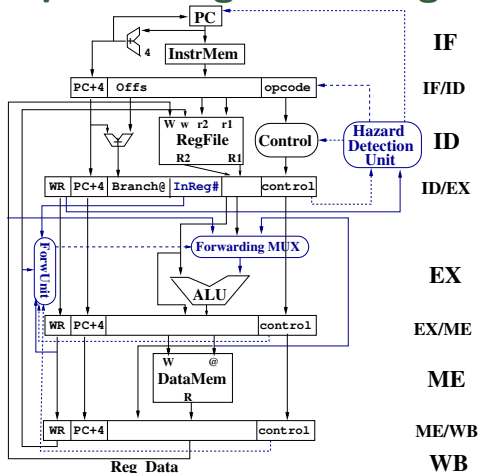 PC
IF
4
InstrMem
PC+4 Offs opcode
IF/ID
W w r2 r1
RegFile
R2 R1
Control
Hazard
Detection
Unit
ID
WR PC+4 Branch@ InReg# control
ID/EX
ForwUnit
Forwarding MUX
ALU
EX
WR PC+4 control
EX/ME
W @
DataMem
R
ME
WR PC+4 control
ME/WB
Reg Data
WB